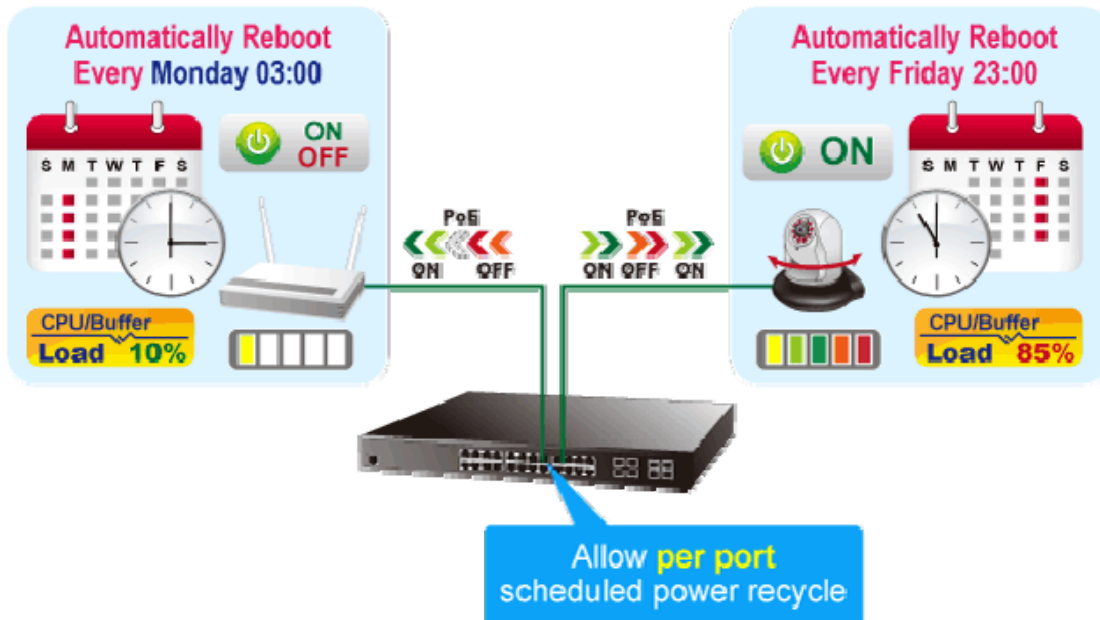 Automatically Reboot
Every Monday 03:00
S M T W T F S
ON
OFF
CPU/Buffer
Load 10%
PoE
ON OFF
PoE
ON OFF ON
Automatically Reboot
Every Friday 23:00
ON
S M T W T F S
CPU/Buffer
Load 85%
Allow per port
scheduled power recycle